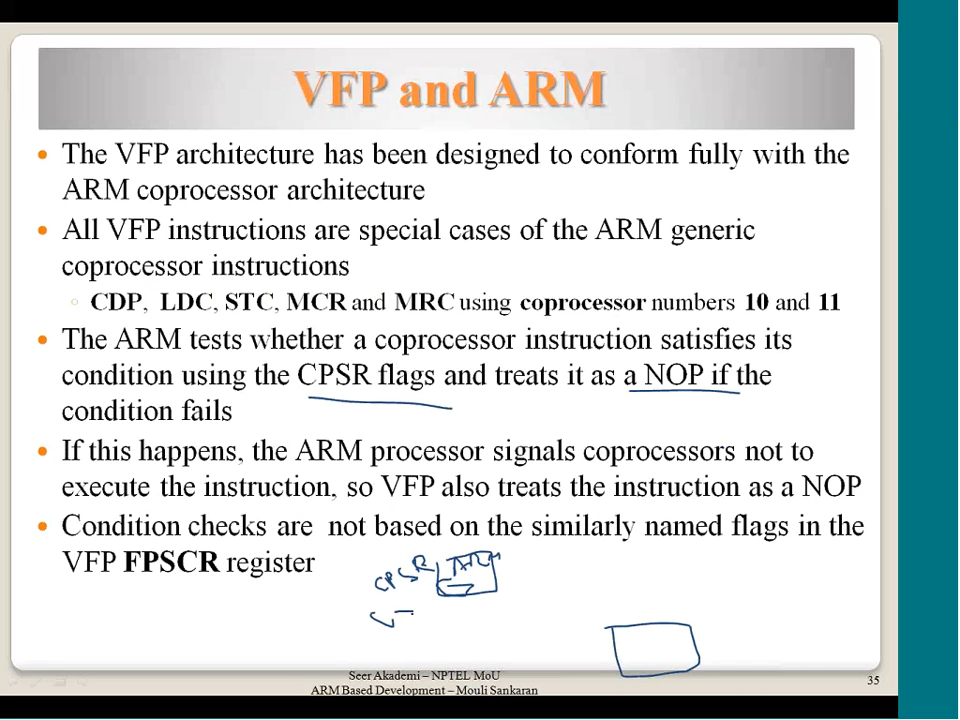 VFP and ARM
The VFP architecture has been designed to conform fully with the
ARM coprocessor architecture
All VFP instructions are special cases of the ARM generic
coprocessor instructions
CDP, LDC, STC, MCR and MRC using coprocessor numbers 10 and 11
The ARM tests whether a coprocessor instruction satisfies its
condition using the CPSR flags and treats it as a NOP if the
condition fails
If this happens, the ARM processor signals coprocessors not to
execute the instruction, so VFP also treats the instruction as a NOP
Condition checks are not based on the similarly named flags in the
VFP FPSCR register
CPSR ARM
Seer Akademi – NPTEL MoU
ARM Based Development – Mouli Sankaran
35